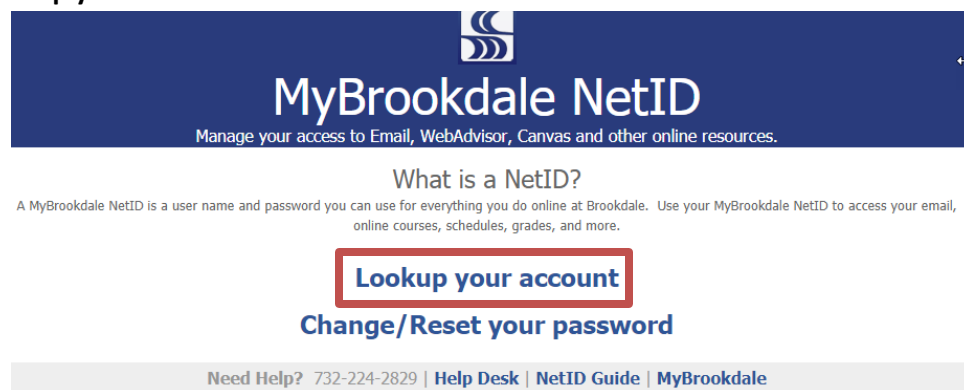 MyBrookdale NetID
Manage your access to Email, WebAdvisor, Canvas and other online resources.
What is a NetID?
A MyBrookdale NetID is a user name and password you can use for everything you do online at Brookdale. Use your MyBrookdale NetID to access your email,
online courses, schedules, grades, and more.
Lookup your account
Change/Reset your password
Need Help? 732-224-2829 | Help Desk | NetID Guide | MyBrookdale